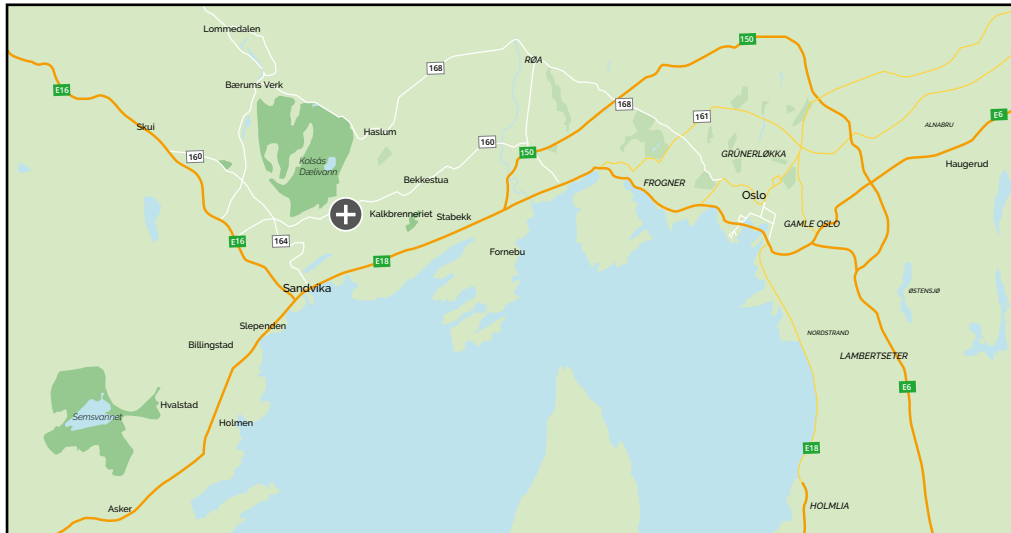 Lommedalen
150
RØA
Bærums Verk
168
E16
168
161
E6
Skui
Haslum
ALNABRU
160
160
150
GRÜNERLØKKA
Kolsås
Dælivann
Haugerud
Bekkestua
FROGNER
Oslo
Kalkbrenneriet
Stabekk
GAMLE OSLO
E16
164
Fornebu
E18
Sandvika
ØSTENSJØ
Slependen
NORDSTRAND
Billingstad
LAMBERTSETER
E6
Hvalstad
Semsvannet
Holmen
E18
Asker
HOLMLIA